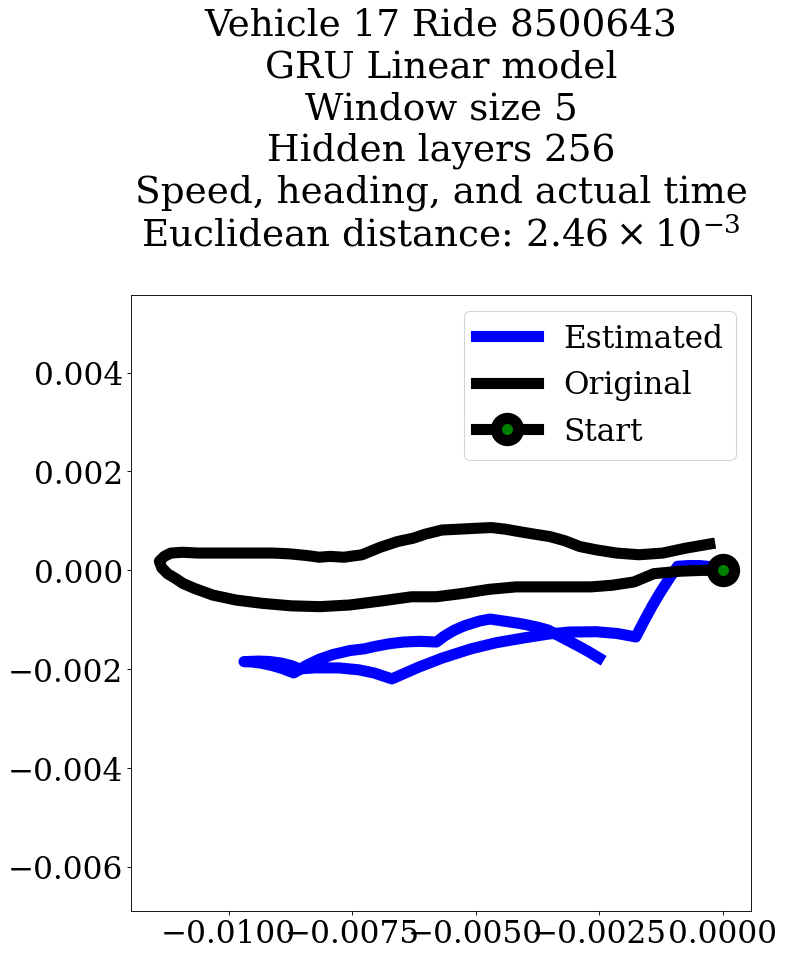 Vehicle 17 Ride 8500643
GRU Linear model
Window size 5
Hidden layers 256
Speed, heading, and actual time
Euclidean distance: 2.46 × 10⁻³
Estimated
Original
Start
0.004
0.002
0.000
−0.002
−0.004
−0.006
−0.0100 −0.0075 −0.0050 −0.0025 0.0000